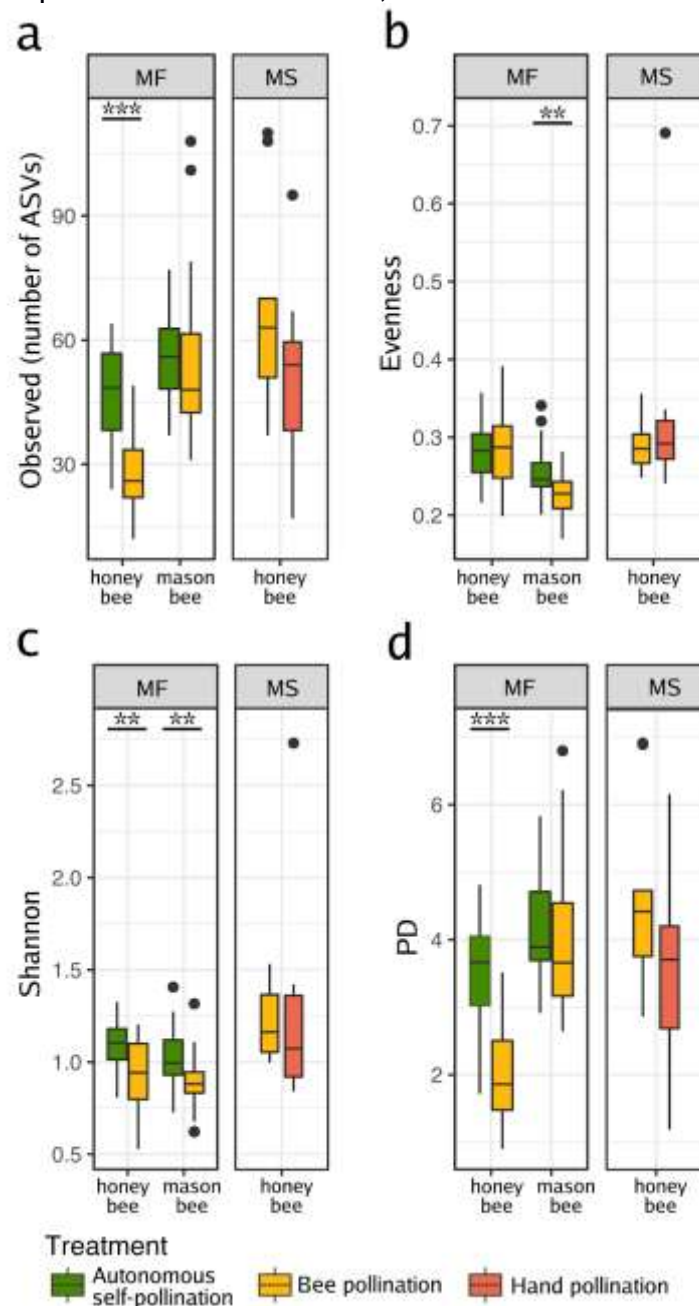 a
MF MS
***
Observed (number of ASVs)
90
60
30
honey bee
mason bee
honey bee
b
MF MS
**
Evenness
0.7
0.6
0.5
0.4
0.3
0.2
honey bee
mason bee
honey bee
c
MF MS
** **
Shannon
2.5
2.0
1.5
1.0
0.5
honey bee
mason bee
honey bee
d
MF MS
***
PD
6
4
2
honey bee
mason bee
honey bee
Treatment
Autonomous self-pollination
Bee pollination
Hand pollination